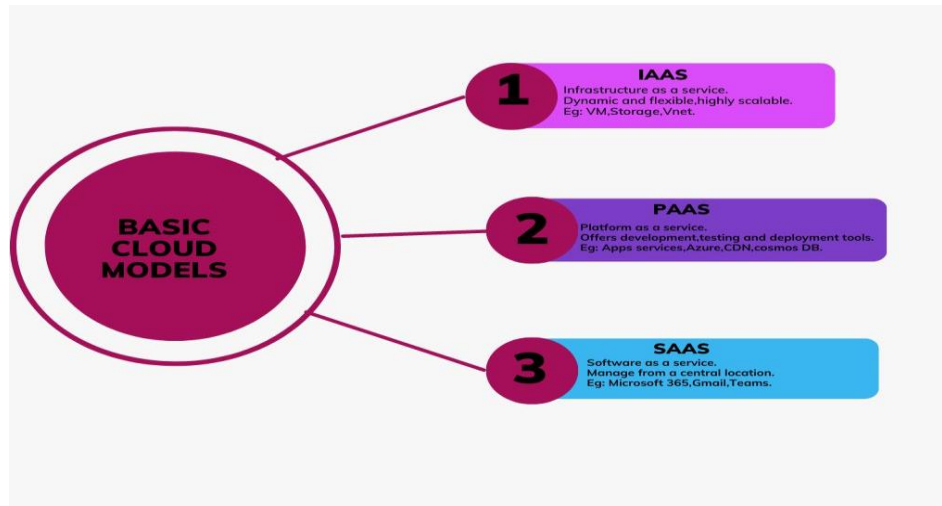 BASIC
CLOUD
MODELS
1
IAAS
Infrastructure as a service.
Dynamic and flexible,highly scalable.
Eg: VM,Storage,Vnet.
2
PAAS
Platform as a service.
Offers development,testing and deployment tools.
Eg: Apps services,Azure,CDN,cosmos DB.
3
SAAS
Software as a service.
Manage from a central location.
Eg: Microsoft 365,Gmail,Teams.